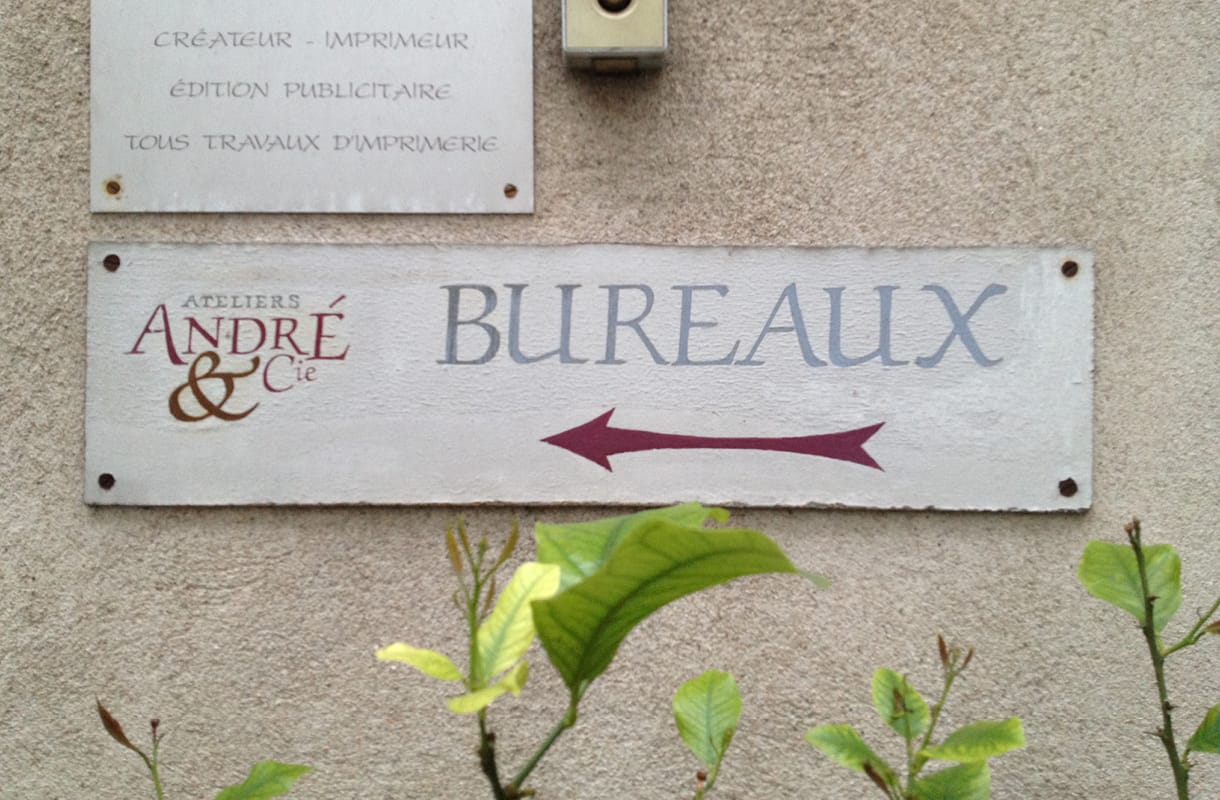 CRÉATEUR - IMPRIMEUR
ÉDITION PUBLICITAIRE
TOUS TRAVAUX D'IMPRIMERIE
ATELIERS
ANDRÉ
& Cie
BUREAUX